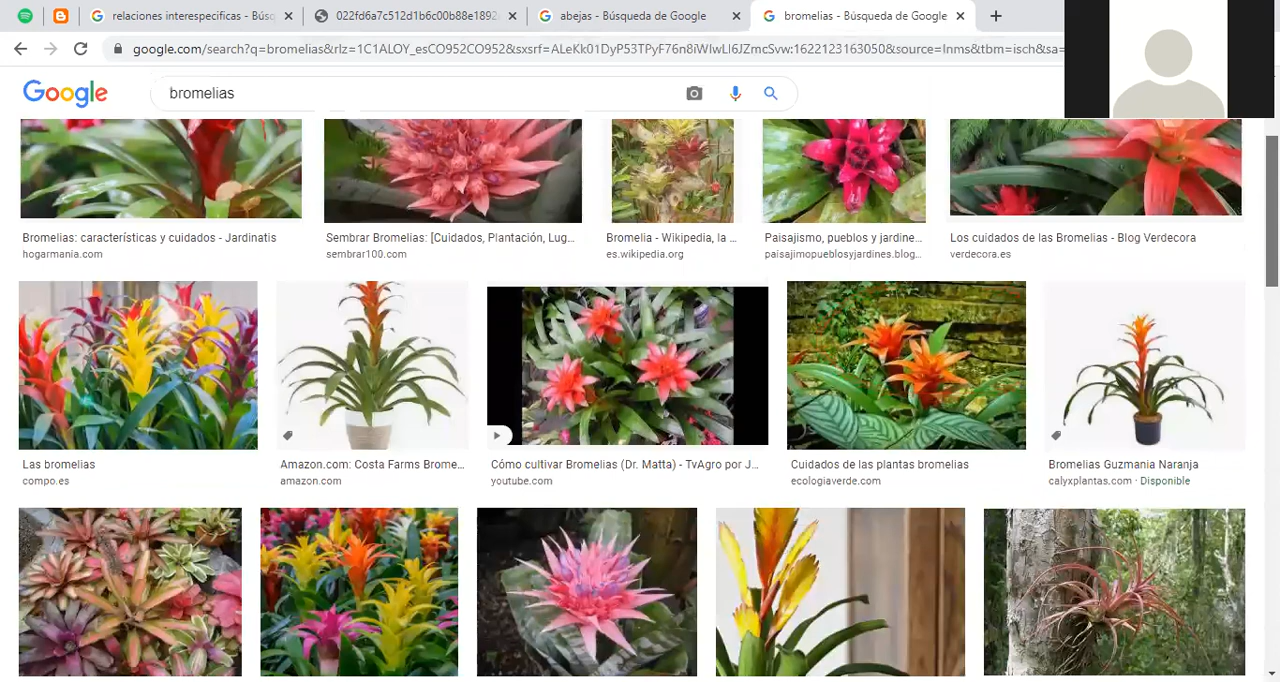 relaciones interespecificas - Búsq
022fd6a7c512d1b6c00b88e1892
abejas - Búsqueda de Google
bromelias - Búsqueda de Google
google.com/search?q=bromelias&rlz=1C1ALOY_esCO952CO952&sxsrf=ALeKk01DyP53TPyF76n8iWIwLI6JZmcSvw:1622123163050&source=lnms&tbm=isch&sa=
Google
bromelias
Bromelias: características y cuidados - Jardinatis
hogarmania.com
Sembrar Bromelias: [Cuidados, Plantación, Lug...
sembrar100.com
Bromelia - Wikipedia, la ...
es.wikipedia.org
Paisajismo, pueblos y jardine...
paisajimopueblosyjardines.blog...
Los cuidados de las Bromelias - Blog Verdecora
verdecora.es
Las bromelias
compo.es
Amazon.com: Costa Farms Brome...
amazon.com
Cómo cultivar Bromelias (Dr. Matta) - TvAgro por J...
youtube.com
Cuidados de las plantas bromelias
ecologiaverde.com
Bromelias Guzmania Naranja
calyxplantas.com · Disponible